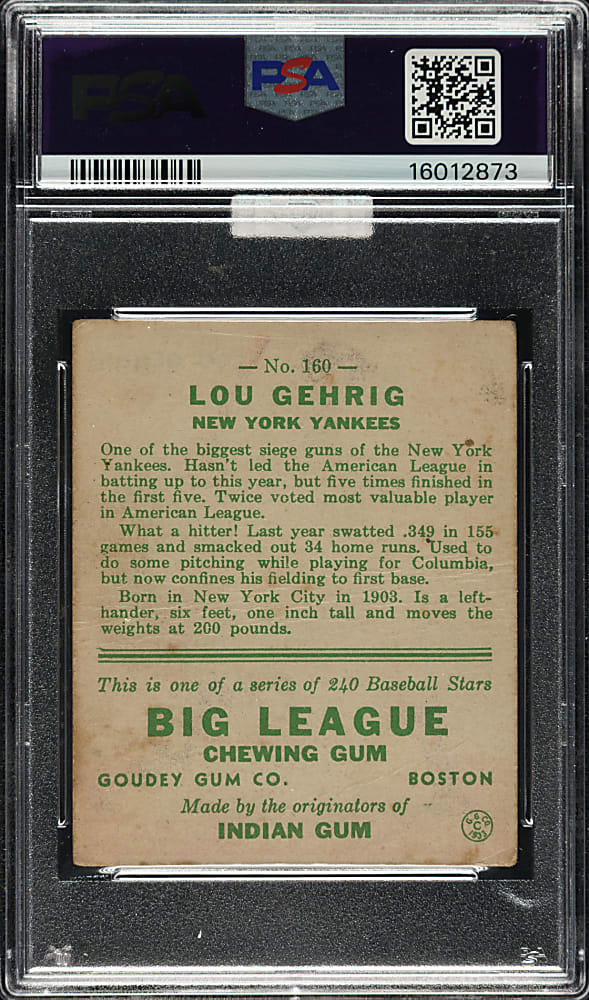 PSA
PSA
16012873
— No. 160 —
LOU GEHRIG
NEW YORK YANKEES
One of the biggest siege guns of the New York
Yankees. Hasn't led the American League in
batting up to this year, but five times finished in
the first five. Twice voted most valuable player
in American League.
What a hitter! Last year swatted .349 in 155
games and smacked out 34 home runs. Used to
do some pitching while playing for Columbia,
but now confines his fielding to first base.
Born in New York City in 1903. Is a left-
hander, six feet, one inch tall and moves the
weights at 200 pounds.
This is one of a series of 240 Baseball Stars
BIG LEAGUE
CHEWING GUM
GOUDEY GUM CO. BOSTON
Made by the originators of
INDIAN GUM
G. G. CO.
C
1933